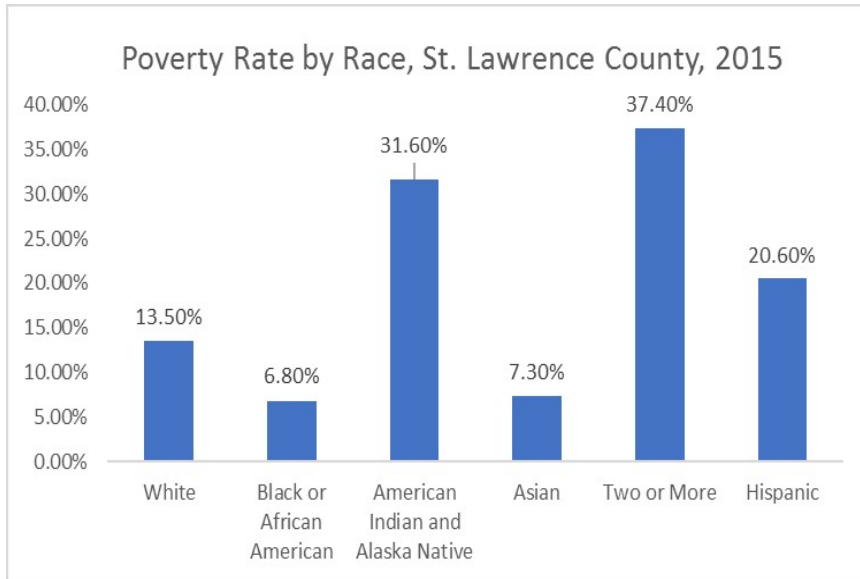 Poverty Rate by Race, St. Lawrence County, 2015
40.00%
35.00%
30.00%
25.00%
20.00%
15.00%
10.00%
5.00%
0.00%
13.50%
6.80%
31.60%
7.30%
37.40%
20.60%
White
Black or
African
American
American
Indian and
Alaska Native
Asian
Two or More
Hispanic